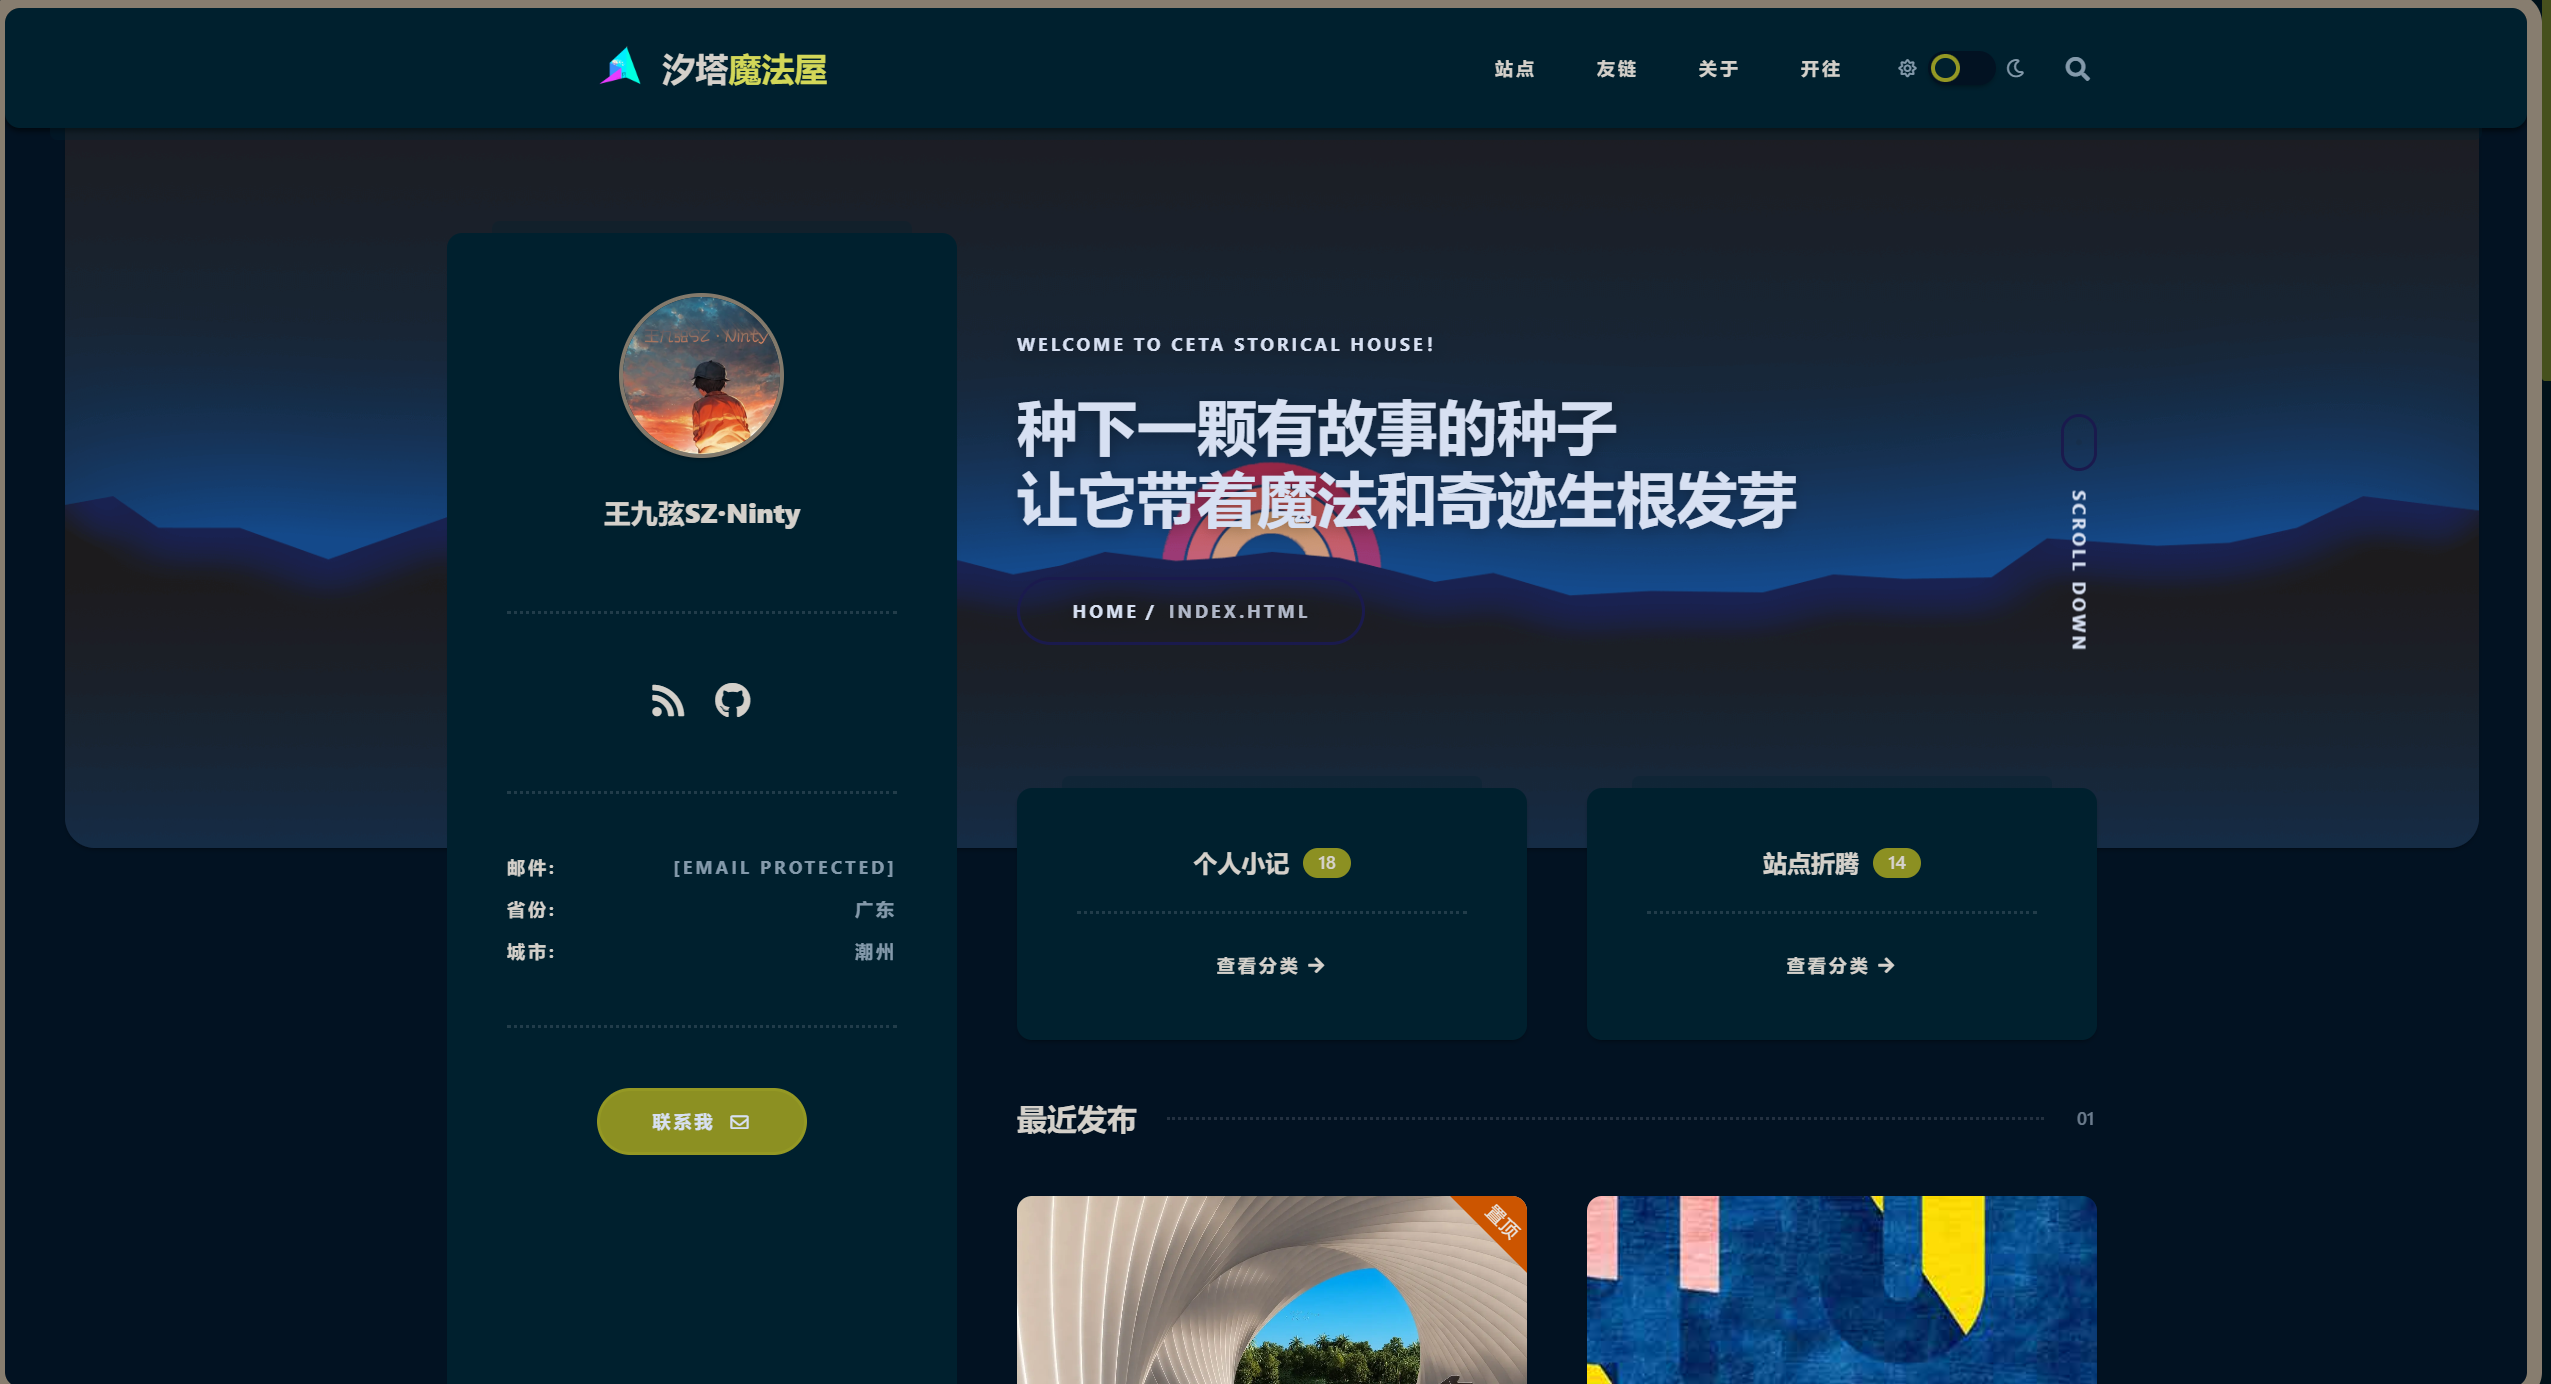 汐塔魔法屋
站点
友链
关于
开往
王九弦SZ·Ninty
王九弦SZ·Ninty
WELCOME TO CETA STORICAL HOUSE!
种下一颗有故事的种子
让它带着魔法和奇迹生根发芽
HOME / INDEX.HTML
SCROLL DOWN
邮件: [EMAIL PROTECTED]
省份: 广东
城市: 潮州
联系我
个人小记 18
查看分类
站点折腾 14
查看分类
最近发布
01
置顶